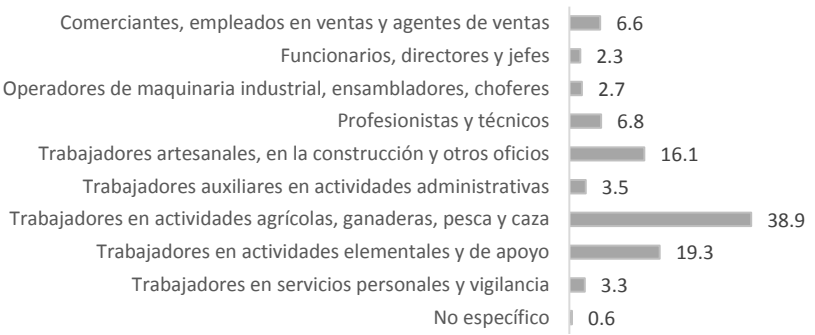 Comerciantes, empleados en ventas y agentes de ventas 6.6
Funcionarios, directores y jefes 2.3
Operadores de maquinaria industrial, ensambladores, choferes 2.7
Profesionistas y técnicos 6.8
Trabajadores artesanales, en la construcción y otros oficios 16.1
Trabajadores auxiliares en actividades administrativas 3.5
Trabajadores en actividades agrícolas, ganaderas, pesca y caza 38.9
Trabajadores en actividades elementales y de apoyo 19.3
Trabajadores en servicios personales y vigilancia 3.3
No específico 0.6